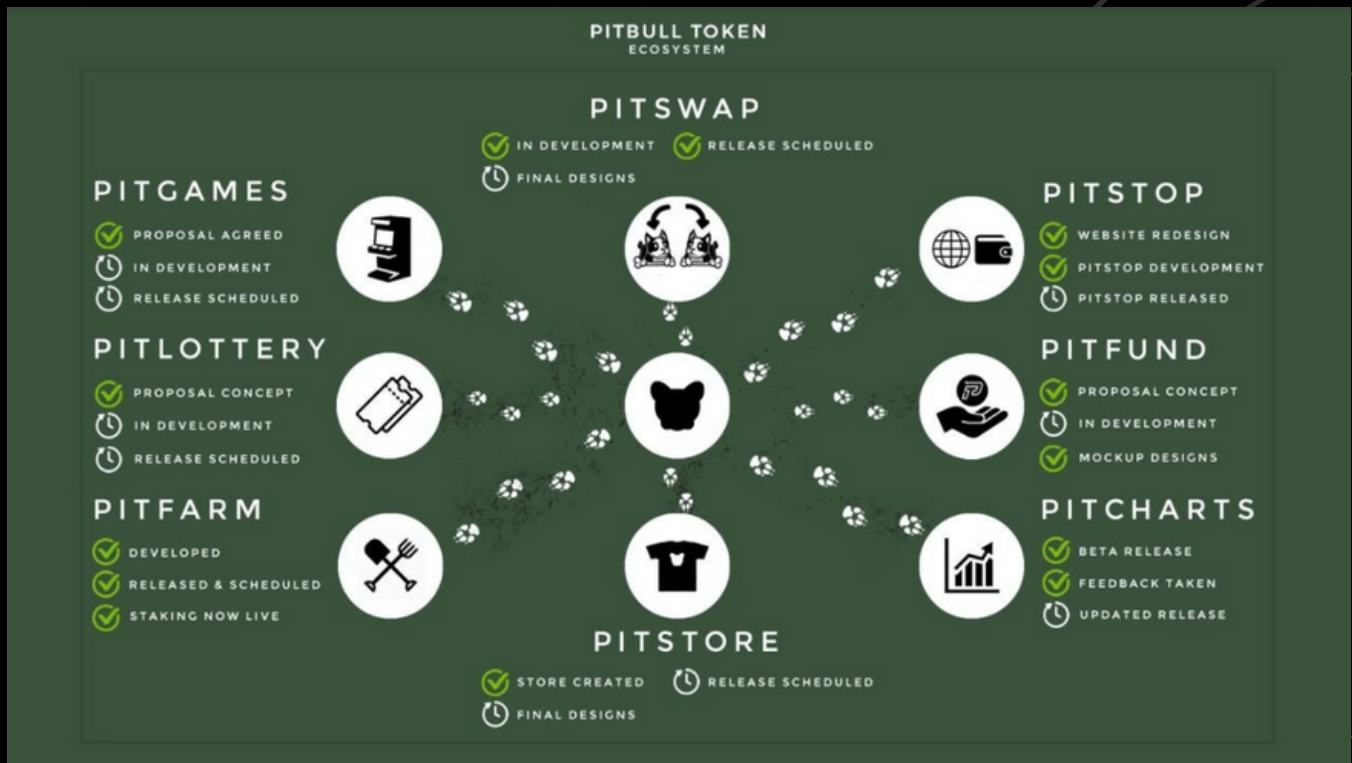 PITBULL TOKEN
ECOSYSTEM
PITSWAP
IN DEVELOPMENT RELEASE SCHEDULED
FINAL DESIGNS
PITGAMES
PROPOSAL AGREED
IN DEVELOPMENT
RELEASE SCHEDULED
PITSTOP
WEBSITE REDESIGN
PITSTOP DEVELOPMENT
PITSTOP RELEASED
PITLOTTERY
PROPOSAL CONCEPT
IN DEVELOPMENT
RELEASE SCHEDULED
PITFUND
PROPOSAL CONCEPT
IN DEVELOPMENT
MOCKUP DESIGNS
PITFARM
DEVELOPED
RELEASED & SCHEDULED
STAKING NOW LIVE
PITCHARTS
BETA RELEASE
FEEDBACK TAKEN
UPDATED RELEASE
PITSTORE
STORE CREATED RELEASE SCHEDULED
FINAL DESIGNS